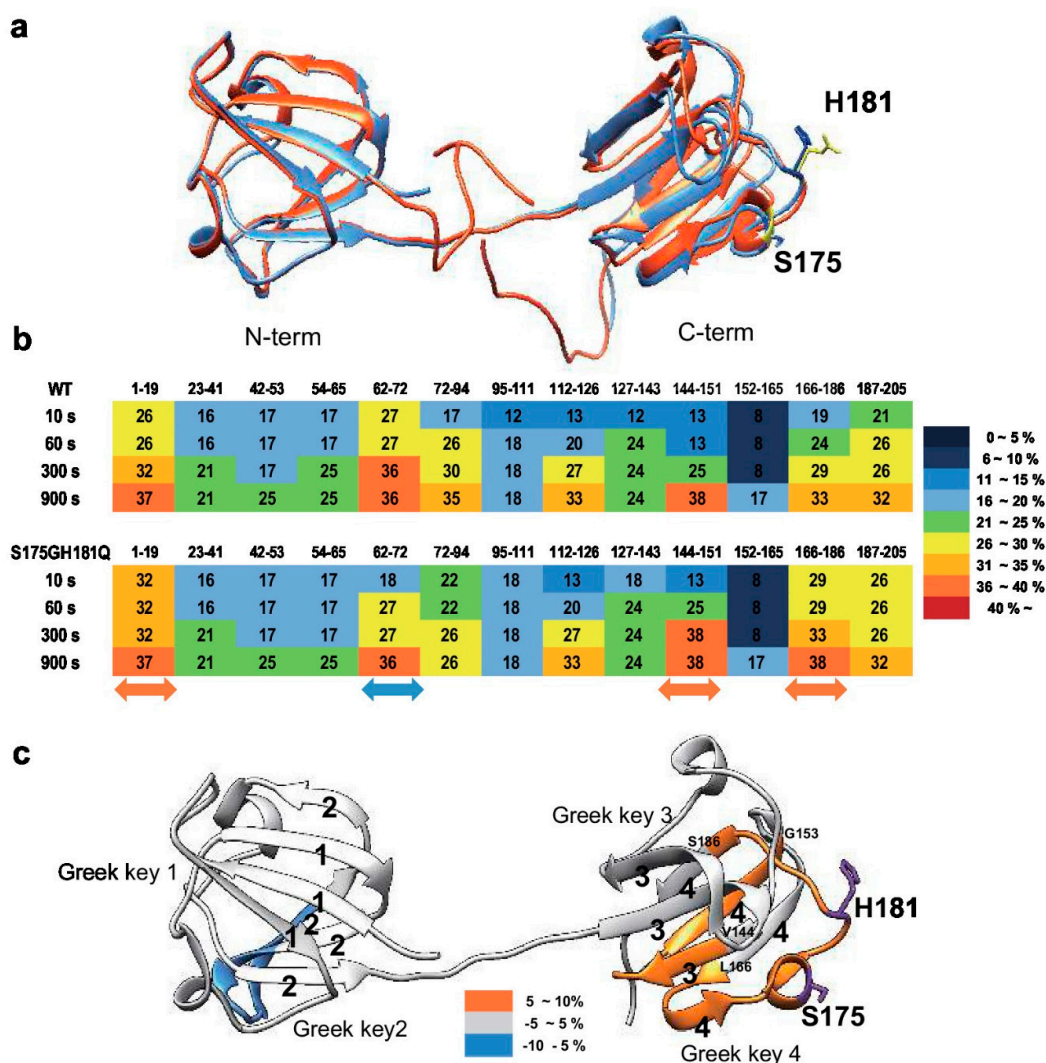 a
H181
S175
N-term
C-term
b
WT 1-19 23-41 42-53 54-65 62-72 72-94 95-111 112-126 127-143 144-151 152-165 166-186 187-205
10 s 26 16 17 17 27 17 12 13 12 13 8 19 21
60 s 26 16 17 17 27 26 18 20 24 13 8 24 26
300 s 32 21 17 25 36 30 18 27 24 25 8 29 26
900 s 37 21 25 25 36 35 18 33 24 38 17 33 32
0 ~ 5 %
6 ~ 10 %
11 ~ 15 %
16 ~ 20 %
21 ~ 25 %
26 ~ 30 %
31 ~ 35 %
36 ~ 40 %
40 % ~
S175GH181Q 1-19 23-41 42-53 54-65 62-72 72-94 95-111 112-126 127-143 144-151 152-165 166-186 187-205
10 s 32 16 17 17 18 22 18 13 18 13 8 29 26
60 s 32 16 17 17 27 22 18 20 24 25 8 29 26
300 s 32 21 17 17 27 26 18 27 24 38 8 33 26
900 s 37 21 25 25 36 26 18 33 24 38 17 38 32
c
2
Greek key 3
S186
G153
1
Greek key 1
3
4
H181
1
2
4
1
2
3
V144
4
L166
3
2
S175
4
Greek key2
Greek key 4
5 ~ 10%
-5 ~ 5%
-10 - 5%